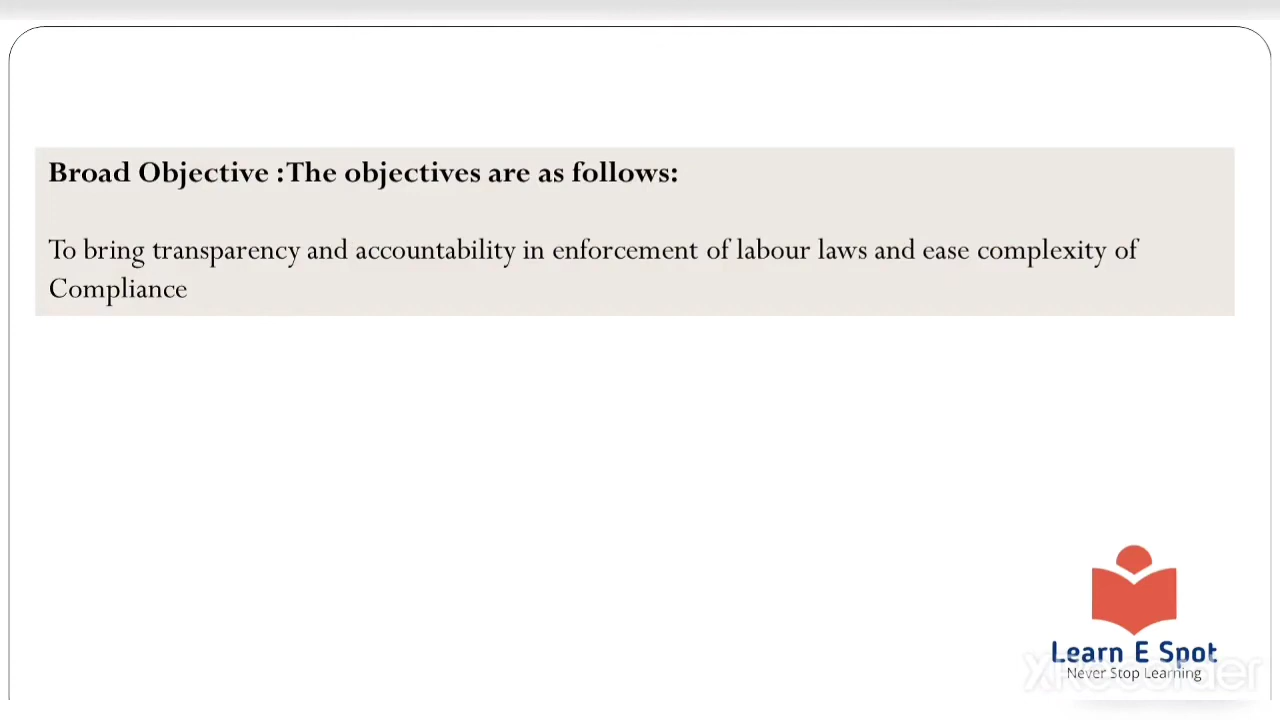 Broad Objective :The objectives are as follows:
To bring transparency and accountability in enforcement of labour laws and ease complexity of
Compliance
Learn E Spot
Never Stop Learning
XRecorder